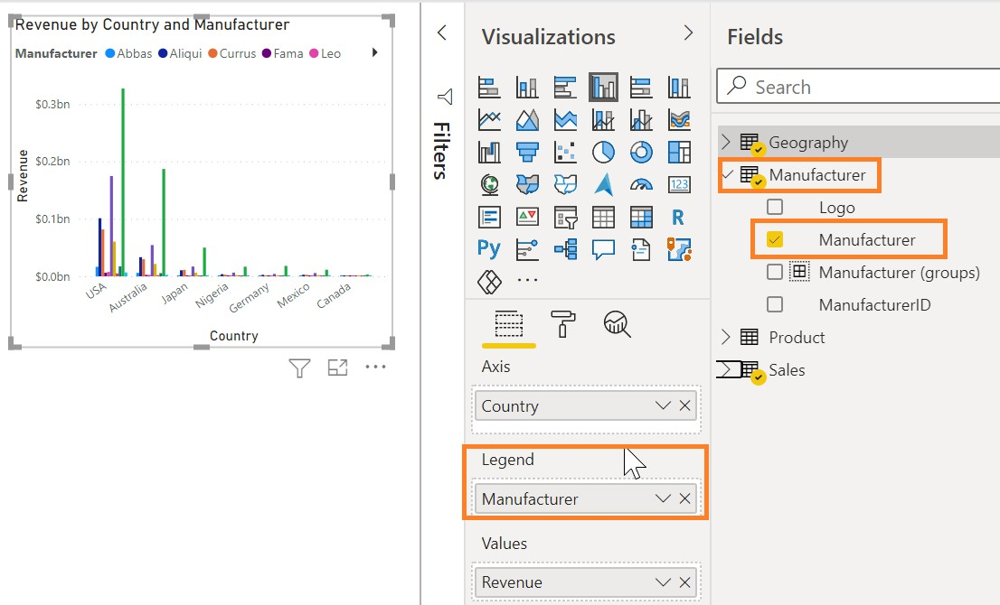 Revenue by Country and Manufacturer
Manufacturer Abbas Aliqui Currus Fama Leo
$0.3bn
$0.2bn
$0.1bn
$0.0bn
Revenue
USA
Australia
Japan
Nigeria
Germany
Mexico
Canada
Country
Filters
Visualizations
123
R
Py
Axis
Country
Legend
Manufacturer
Values
Revenue
Fields
Search
Geography
Manufacturer
Logo
Manufacturer
Manufacturer (groups)
ManufacturerID
Product
Sales